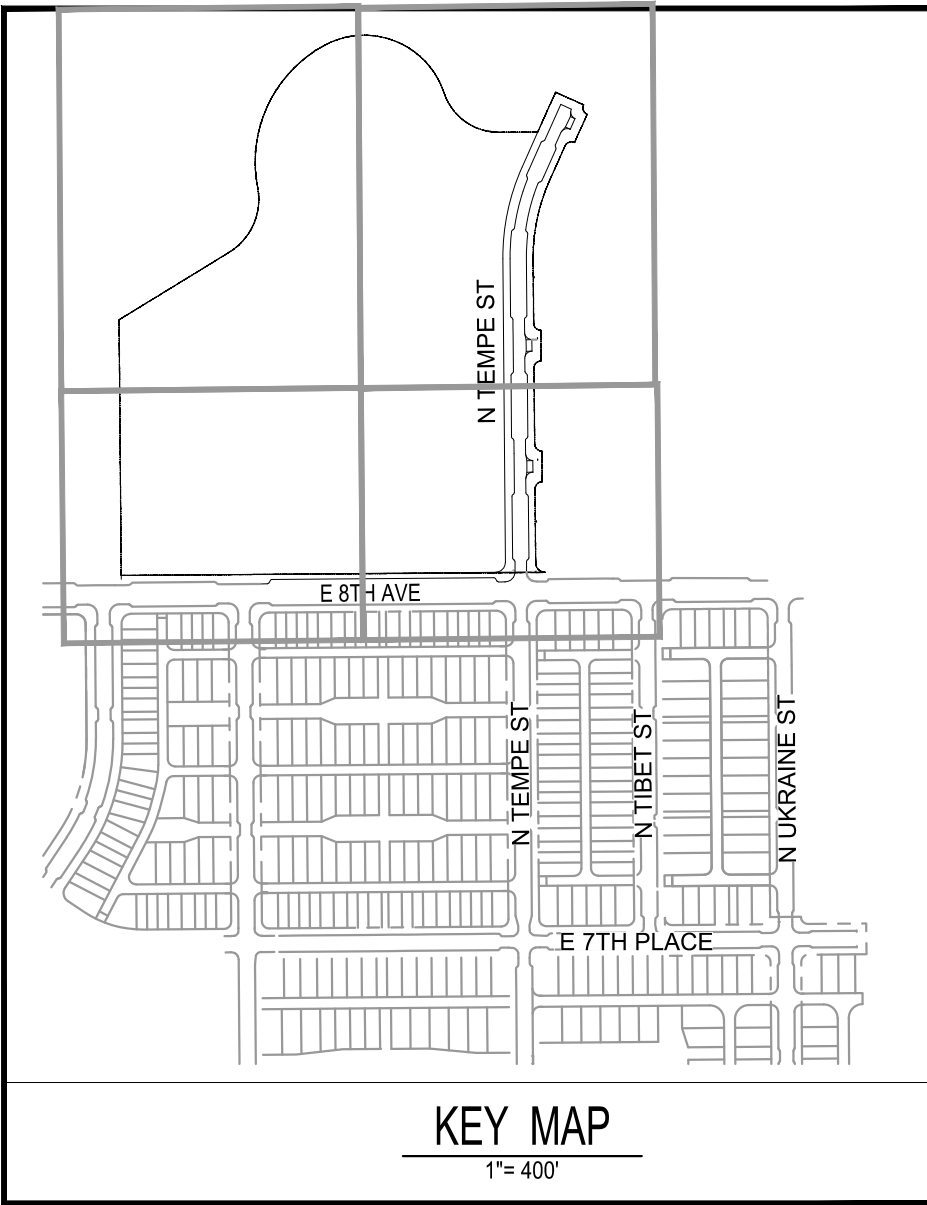 N TEMPE ST
E 8TH AVE
N TEMPE ST
N TIBET ST
N UKRAINE ST
E 7TH PLACE
KEY MAP
1"= 400'